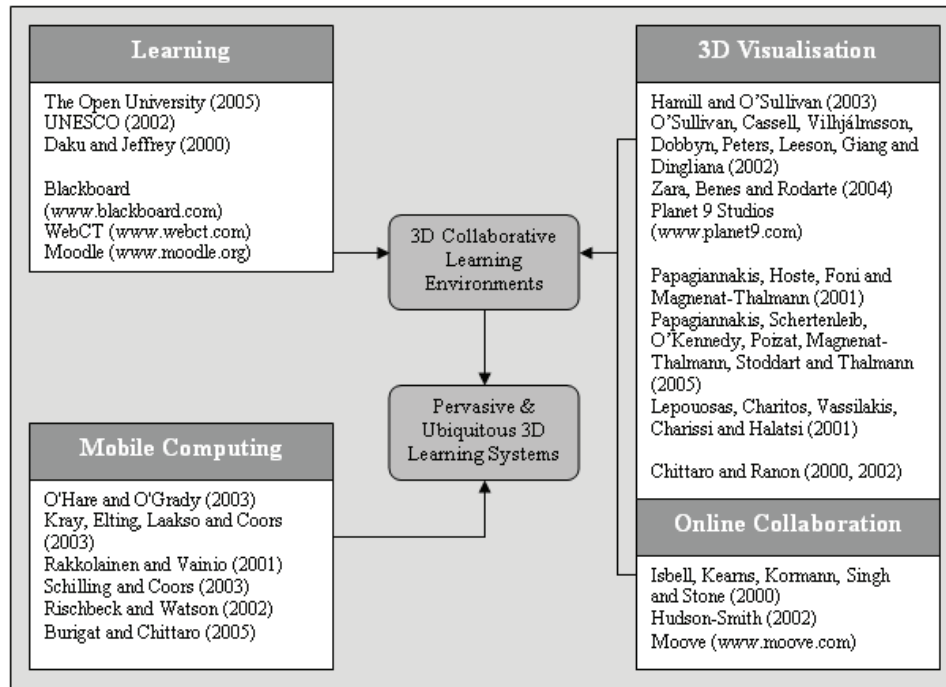 Learning
The Open University (2005)
UNESCO (2002)
Daku and Jeffrey (2000)
Blackboard
(www.blackboard.com)
WebCT (www.webct.com)
Moodle (www.moodle.org)
3D Visualisation
Hamill and O'Sullivan (2003)
O'Sullivan, Cassell, Vilhjálmsson,
Dobbyn, Peters, Leeson, Giang and
Dingliana (2002)
Zara, Benes and Rodarte (2004)
Planet 9 Studios
(www.planet9.com)
Papagiannakis, Hoste, Foni and
Magnenat-Thalmann (2001)
Papagiannakis, Schertenleib,
O'Kennedy, Poizat, Magnenat-
Thalmann, Stoddart and Thalmann
(2005)
Lepouosas, Charitos, Vassilakis,
Charissi and Halatsi (2001)
Chittaro and Ranon (2000, 2002)
3D Collaborative
Learning
Environments
Pervasive &
Ubiquitous 3D
Learning Systems
Mobile Computing
O'Hare and O'Grady (2003)
Kray, Elting, Laakso and Coors
(2003)
Rakkolainen and Vainio (2001)
Schilling and Coors (2003)
Rischbeck and Watson (2002)
Burigat and Chittaro (2005)
Online Collaboration
Isbell, Kearns, Kormann, Singh
and Stone (2000)
Hudson-Smith (2002)
Moove (www.moove.com)